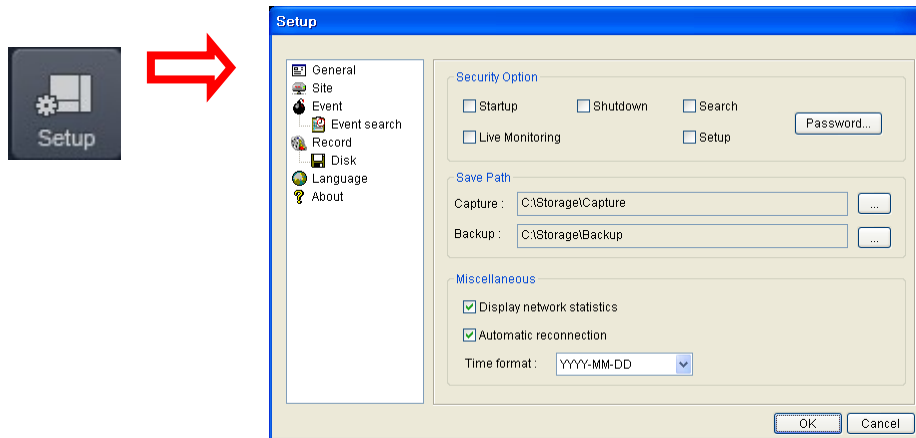 Setup
Setup
General
Site
Event
Event search
Record
Disk
Language
About
Security Option
Startup Shutdown Search
Password...
Live Monitoring Setup
Save Path
Capture : C:\Storage\Capture ...
Backup : C:\Storage\Backup ...
Miscellaneous
Display network statistics
Automatic reconnection
Time format : YYYY-MM-DD
OK Cancel